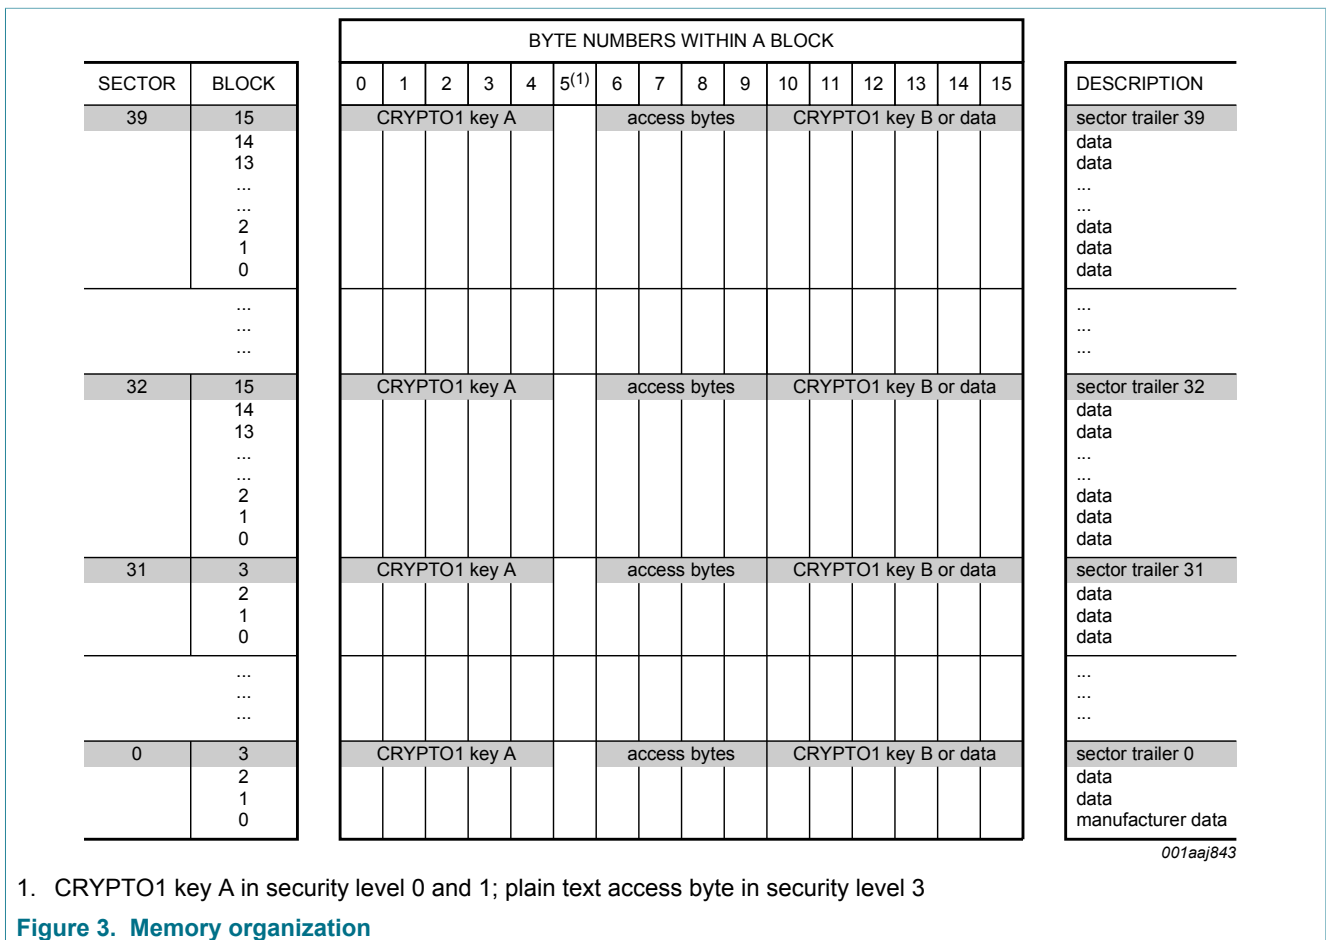 BYTE NUMBERS WITHIN A BLOCK
SECTOR BLOCK 0 1 2 3 4 5(1) 6 7 8 9 10 11 12 13 14 15 DESCRIPTION
39 15 CRYPTO1 key A access bytes CRYPTO1 key B or data sector trailer 39
14 data
13 data
... ...
... ...
2 data
1 data
0 data
... ...
... ...
... ...
32 15 CRYPTO1 key A access bytes CRYPTO1 key B or data sector trailer 32
14 data
13 data
... ...
... ...
2 data
1 data
0 data
31 3 CRYPTO1 key A access bytes CRYPTO1 key B or data sector trailer 31
2 data
1 data
0 data
... ...
... ...
... ...
0 3 CRYPTO1 key A access bytes CRYPTO1 key B or data sector trailer 0
2 data
1 data
0 manufacturer data
001aaj843
1. CRYPTO1 key A in security level 0 and 1; plain text access byte in security level 3
Figure 3. Memory organization